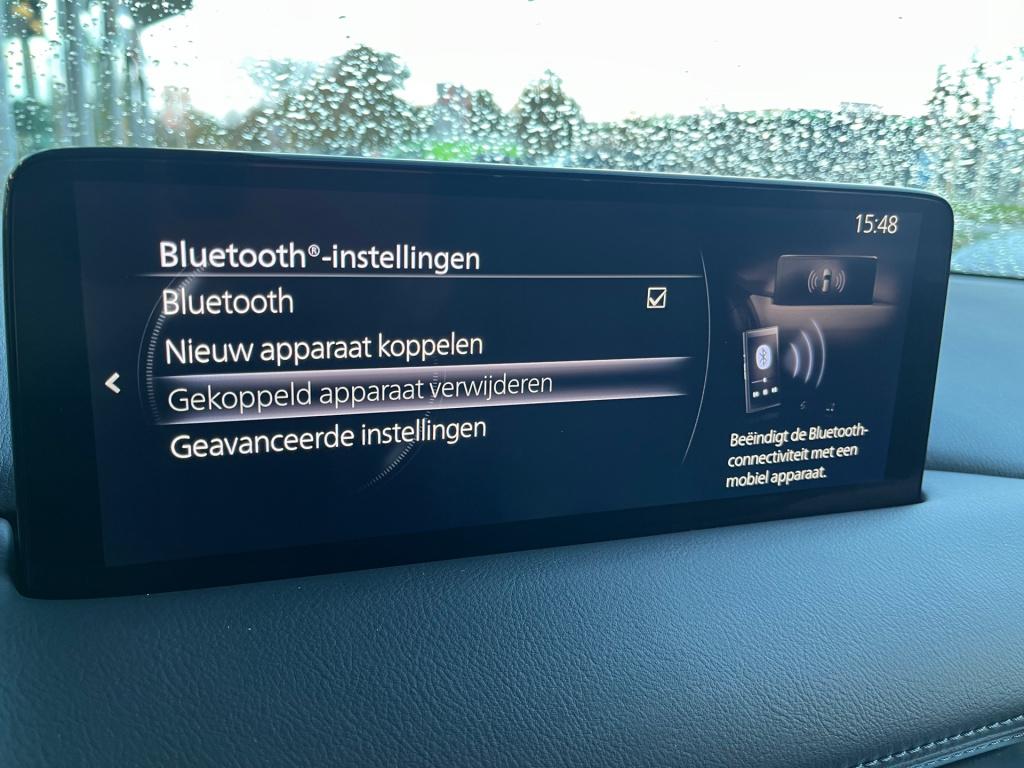 15:48
Bluetooth®-instellingen
Bluetooth
Nieuw apparaat koppelen
Gekoppeld apparaat verwijderen
Geavanceerde instellingen
Beëindigt de Bluetooth-
connectiviteit met een
mobiel apparaat.